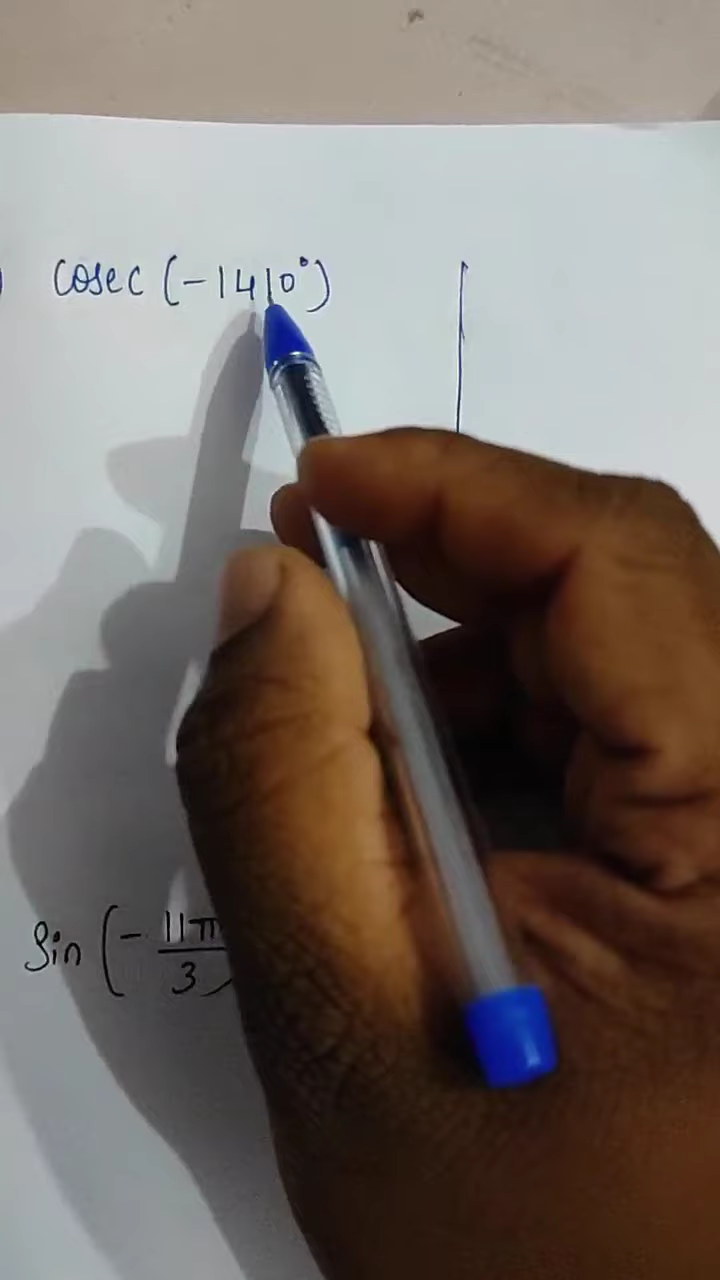 ) cosec (-1410°)
sin (- 11π/3)